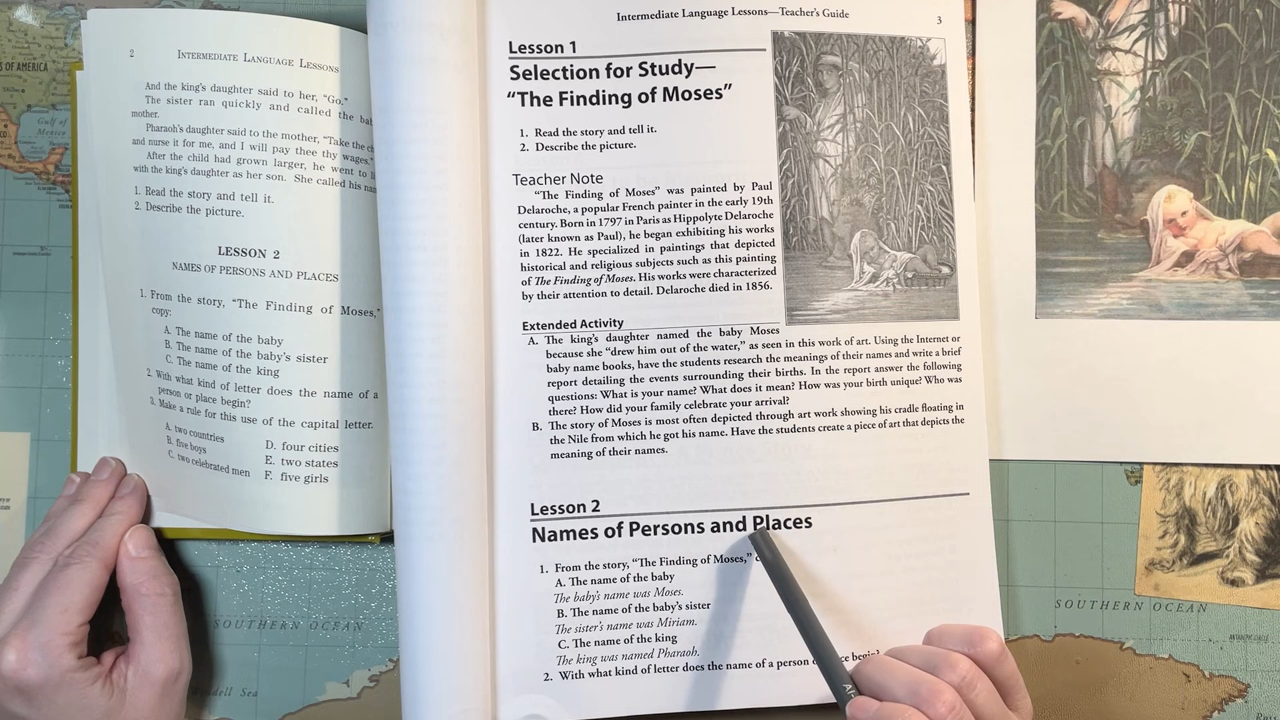 2 INTERMEDIATE LANGUAGE LESSONS
And the king's daughter said to her, "Go."
The sister ran quickly and called the
mother.
Pharaoh's daughter said to the mother, "Take the
and nurse it for me, and I will pay thee thy wages."
After the child had grown larger, he went to
with the king's daughter as her son. She called his
1. Read the story and tell it.
2. Describe the picture.
LESSON 2
NAMES OF PERSONS AND PLACES
1. From the story, "The Finding of Moses,"
copy:
A. The name of the baby
B. The name of the baby's sister
C. The name of the king
2. With what kind of letter does the name of a
person or place begin?
3. Make a rule for this use of the capital letter.
A. two countries D. four cities
B. five boys E. two states
C. two celebrated men F. five girls
Intermediate Language Lessons—Teacher's Guide 3
Lesson 1
Selection for Study—
"The Finding of Moses"
1. Read the story and tell it.
2. Describe the picture.
Teacher Note
"The Finding of Moses" was painted by Paul
Delaroche, a popular French painter in the early 19th
century. Born in 1797 in Paris as Hippolyte Delaroche
(later known as Paul), he began exhibiting his works
in 1822. He specialized in paintings that depicted
historical and religious subjects such as this painting
of The Finding of Moses. His works were characterized
by their attention to detail. Delaroche died in 1856.
Extended Activity
A. The king's daughter named the baby Moses
because she "drew him out of the water," as seen in this work of art. Using the Internet or
baby name books, have the students research the meanings of their names and write a brief
report detailing the events surrounding their births. In the report answer the following
questions: What is your name? What does it mean? How was your birth unique? Who was
there? How did your family celebrate your arrival?
B. The story of Moses is most often depicted through art work showing his cradle floating in
the Nile from which he got his name. Have the students create a piece of art that depicts the
meaning of their names.
Lesson 2
Names of Persons and Places
1. From the story, "The Finding of Moses,"
A. The name of the baby
The baby's name was Moses.
B. The name of the baby's sister
The sister's name was Miriam.
C. The name of the king
The king was named Pharaoh.
2. With what kind of letter does the name of a person begin?
OF AMERICA
Gulf of
Mexico
SOUTHERN OCEAN
Sea
SOUTHERN OCEAN